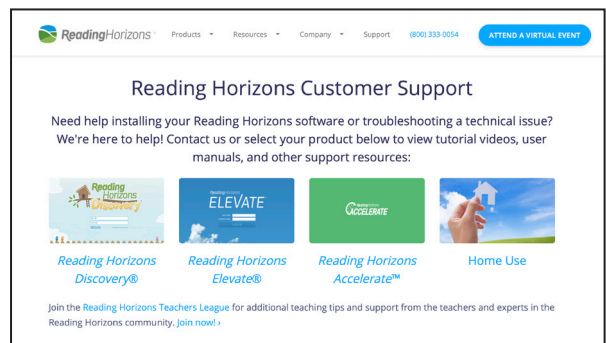 ReadingHorizons Products Resources Company Support (800) 333-0054 ATTEND A VIRTUAL EVENT
Reading Horizons Customer Support
Need help installing your Reading Horizons software or troubleshooting a technical issue?
We're here to help! Contact us or select your product below to view tutorial videos, user
manuals, and other support resources:
Reading
Horizons
Discovery
ELEVATE
ACCELERATE
Reading Horizons
Discovery®
Reading Horizons
Elevate®
Reading Horizons
Accelerate™
Home Use
Join the Reading Horizons Teachers League for additional teaching tips and support from the teachers and experts in the
Reading Horizons community. Join now! ›